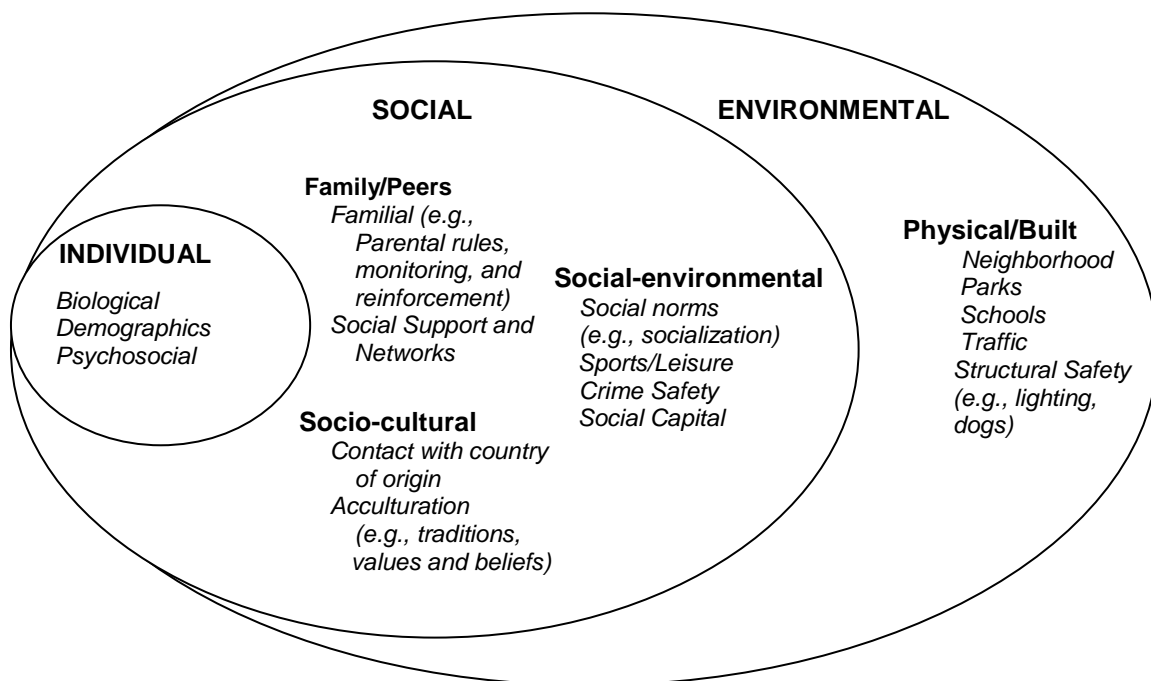 SOCIAL
ENVIRONMENTAL
INDIVIDUAL
Biological
Demographics
Psychosocial
Family/Peers
Familial (e.g.,
Parental rules,
monitoring, and
reinforcement)
Social Support and
Networks
Socio-cultural
Contact with country
of origin
Acculturation
(e.g., traditions,
values and beliefs)
Social-environmental
Social norms
(e.g., socialization)
Sports/Leisure
Crime Safety
Social Capital
Physical/Built
Neighborhood
Parks
Schools
Traffic
Structural Safety
(e.g., lighting,
dogs)